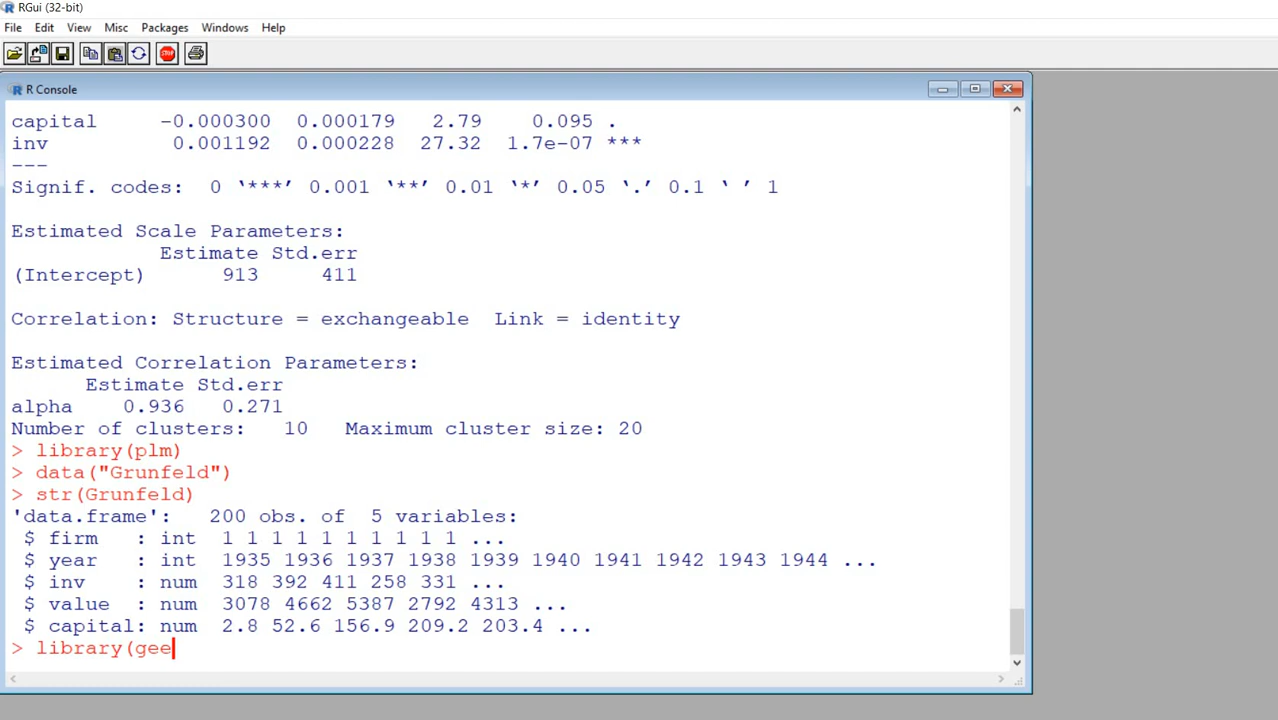 RGui (32-bit)
File Edit View Misc Packages Windows Help
STOP
R Console
capital -0.000300 0.000179 2.79 0.095 .
inv 0.001192 0.000228 27.32 1.7e-07 ***
---
Signif. codes: 0 ‘***’ 0.001 ‘**’ 0.01 ‘*’ 0.05 ‘.’ 0.1 ‘ ’ 1
Estimated Scale Parameters:
Estimate Std.err
(Intercept) 913 411
Correlation: Structure = exchangeable Link = identity
Estimated Correlation Parameters:
Estimate Std.err
alpha 0.936 0.271
Number of clusters: 10 Maximum cluster size: 20
> library(plm)
> data("Grunfeld")
> str(Grunfeld)
'data.frame': 200 obs. of 5 variables:
$ firm : int 1 1 1 1 1 1 1 1 1 1 ...
$ year : int 1935 1936 1937 1938 1939 1940 1941 1942 1943 1944 ...
$ inv : num 318 392 411 258 331 ...
$ value : num 3078 4662 5387 2792 4313 ...
$ capital: num 2.8 52.6 156.9 209.2 203.4 ...
> library(gee